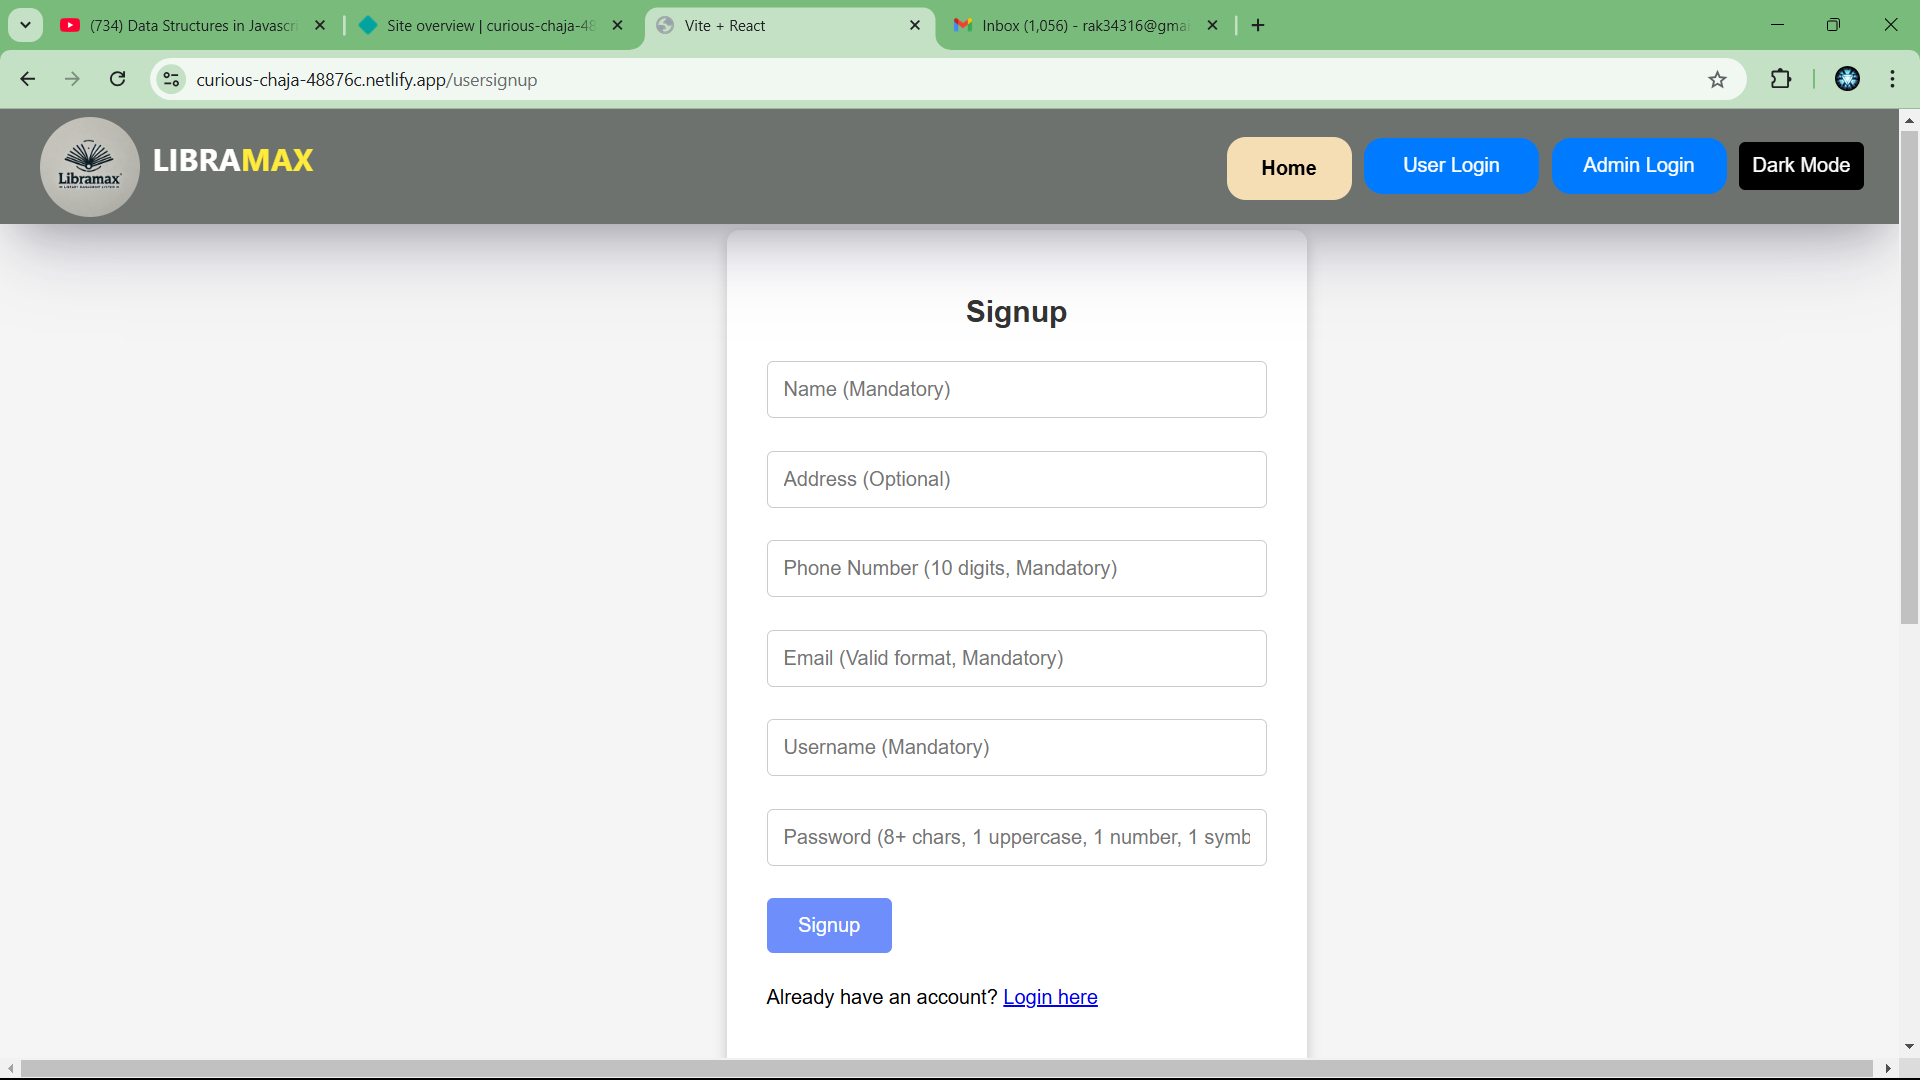 (734) Data Structures in Javascri
Site overview | curious-chaja-48
Vite + React
Inbox (1,056) - rak34316@gmai
curious-chaja-48876c.netlify.app/usersignup
Libramax
LIBRAMAX
Home
User Login
Admin Login
Dark Mode
Signup
Name (Mandatory)
Address (Optional)
Phone Number (10 digits, Mandatory)
Email (Valid format, Mandatory)
Username (Mandatory)
Password (8+ chars, 1 uppercase, 1 number, 1 symb
Signup
Already have an account? Login here